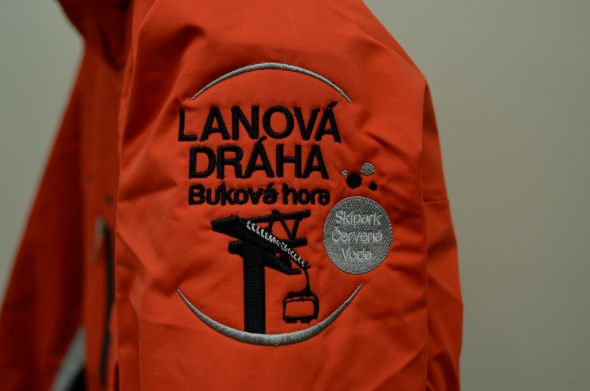 LANOVÁ
DRÁHA
Buková hora
Skipark
Červená
Voda